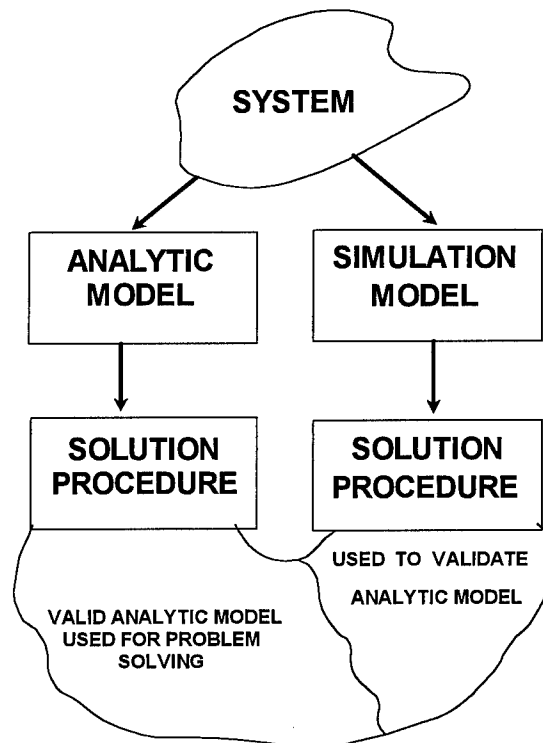 SYSTEM
ANALYTIC
MODEL
SIMULATION
MODEL
SOLUTION
PROCEDURE
SOLUTION
PROCEDURE
VALID ANALYTIC MODEL
USED FOR PROBLEM
SOLVING
USED TO VALIDATE
ANALYTIC MODEL